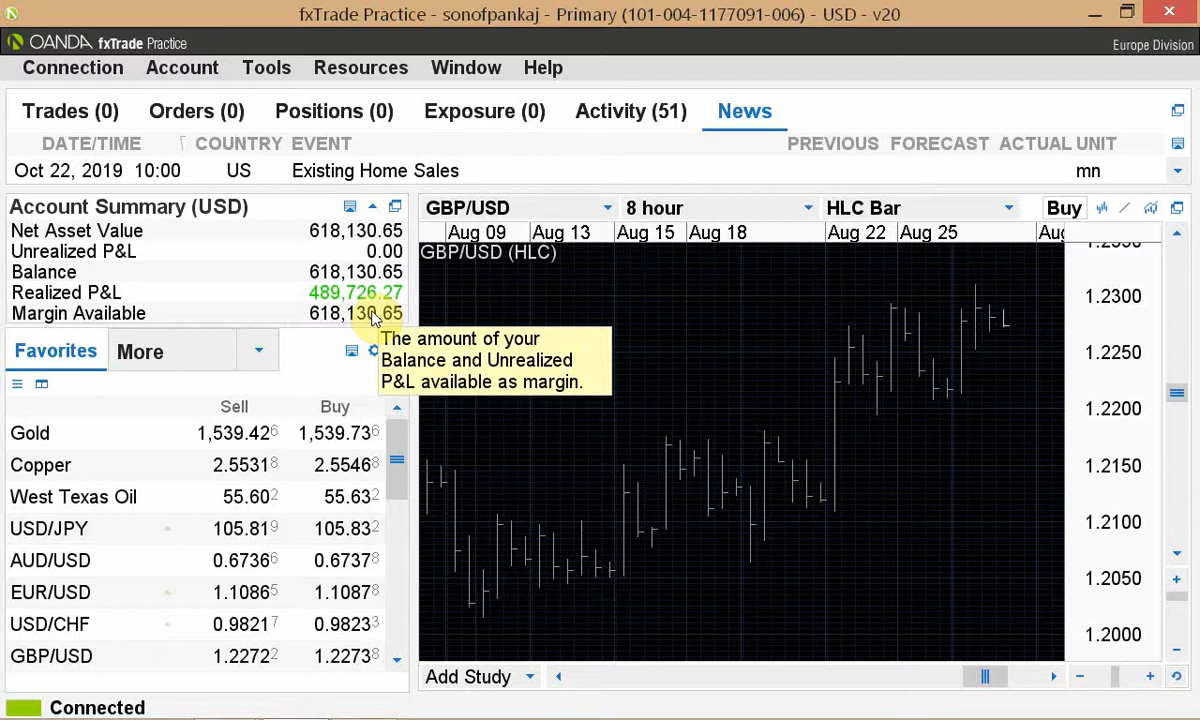 fxTrade Practice - sonofpankaj - Primary (101-004-1177091-006) - USD - v20
OANDA fxTrade Practice
Europe Division
Connection Account Tools Resources Window Help
Trades (0) Orders (0) Positions (0) Exposure (0) Activity (51) News
DATE/TIME COUNTRY EVENT PREVIOUS FORECAST ACTUAL UNIT
Oct 22, 2019 10:00 US Existing Home Sales mn
Account Summary (USD)
Net Asset Value 618,130.65
Unrealized P&L 0.00
Balance 618,130.65
Realized P&L 489,726.27
Margin Available 618,130.65
The amount of your
Balance and Unrealized
P&L available as margin.
Favorites More
Sell Buy
Gold 1,539.426 1,539.736
Copper 2.55318 2.55468
West Texas Oil 55.602 55.632
USD/JPY 105.819 105.832
AUD/USD 0.67366 0.67378
EUR/USD 1.10865 1.10878
USD/CHF 0.98217 0.98233
GBP/USD 1.22722 1.22738
GBP/USD 8 hour HLC Bar Buy
Aug 09 Aug 13 Aug 15 Aug 18 Aug 22 Aug 25
GBP/USD (HLC)
1.2300
1.2250
1.2200
1.2150
1.2100
1.2050
1.2000
Add Study
Connected